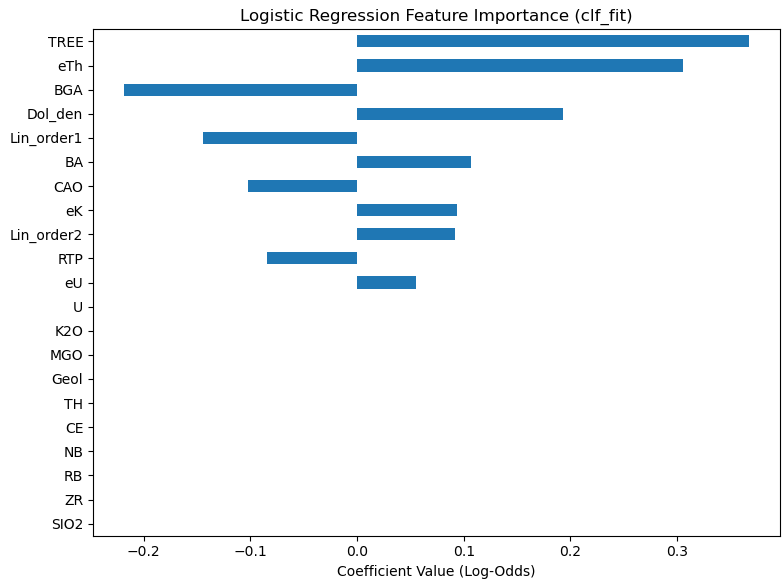 Logistic Regression Feature Importance (clf_fit)
TREE
eTh
BGA
Dol_den
Lin_order1
BA
CAO
eK
Lin_order2
RTP
eU
U
K2O
MGO
Geol
TH
CE
NB
RB
ZR
SIO2
−0.2 −0.1 0.0 0.1 0.2 0.3
Coefficient Value (Log-Odds)